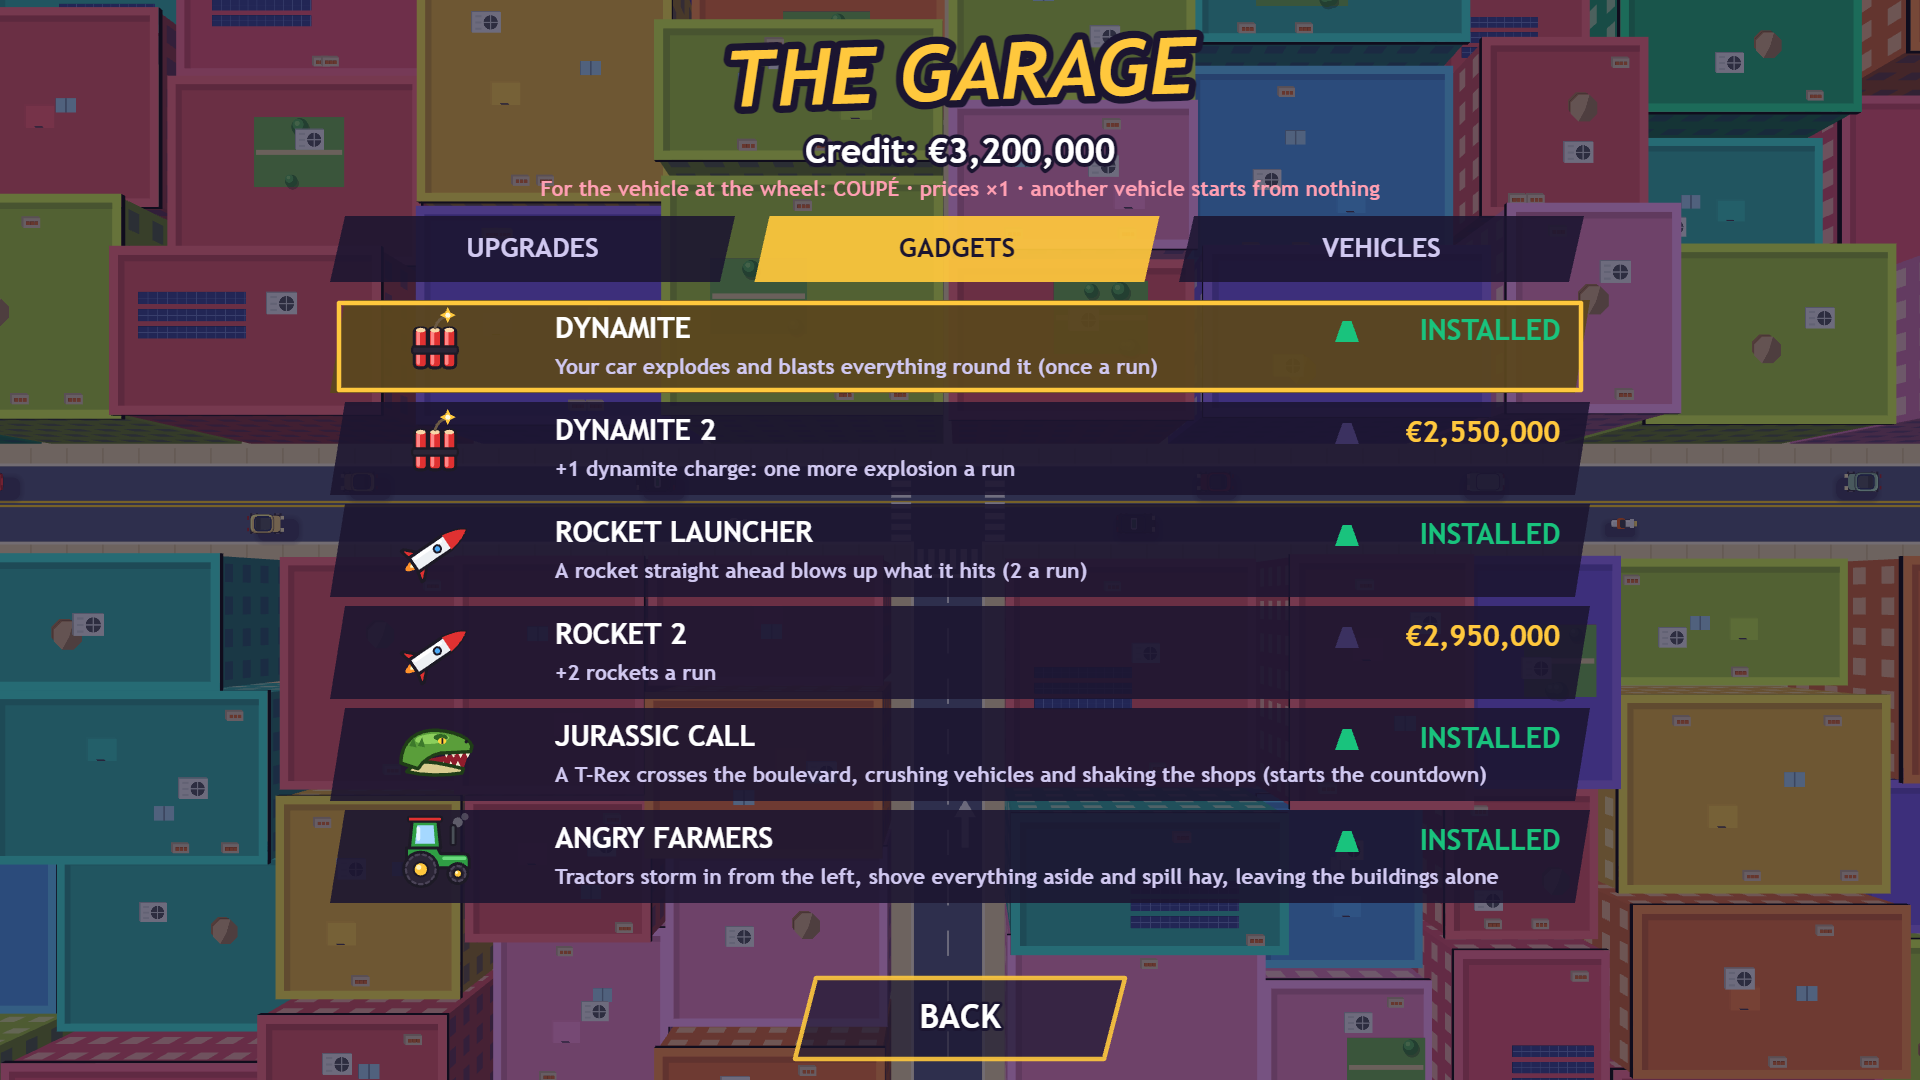 THE GARAGE
Credit: €3,200,000
For the vehicle at the wheel: COUPÉ · prices ×1 · another vehicle starts from nothing
UPGRADES
GADGETS
VEHICLES
DYNAMITE
INSTALLED
Your car explodes and blasts everything round it (once a run)
DYNAMITE 2
€2,550,000
+1 dynamite charge: one more explosion a run
ROCKET LAUNCHER
INSTALLED
A rocket straight ahead blows up what it hits (2 a run)
ROCKET 2
€2,950,000
+2 rockets a run
JURASSIC CALL
INSTALLED
A T-Rex crosses the boulevard, crushing vehicles and shaking the shops (starts the countdown)
ANGRY FARMERS
INSTALLED
Tractors storm in from the left, shove everything aside and spill hay, leaving the buildings alone
BACK